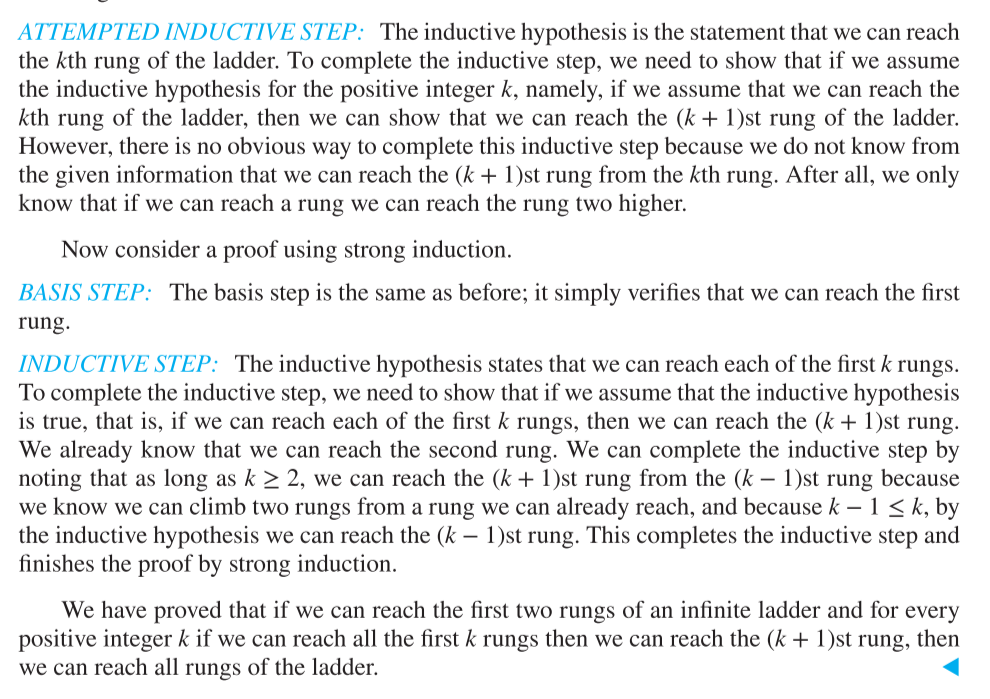 ATTEMPTED INDUCTIVE STEP: The inductive hypothesis is the statement that we can reach
the kth rung of the ladder. To complete the inductive step, we need to show that if we assume
the inductive hypothesis for the positive integer k, namely, if we assume that we can reach the
kth rung of the ladder, then we can show that we can reach the (k + 1)st rung of the ladder.
However, there is no obvious way to complete this inductive step because we do not know from
the given information that we can reach the (k + 1)st rung from the kth rung. After all, we only
know that if we can reach a rung we can reach the rung two higher.
Now consider a proof using strong induction.
BASIS STEP: The basis step is the same as before; it simply verifies that we can reach the first
rung.
INDUCTIVE STEP: The inductive hypothesis states that we can reach each of the first k rungs.
To complete the inductive step, we need to show that if we assume that the inductive hypothesis
is true, that is, if we can reach each of the first k rungs, then we can reach the (k + 1)st rung.
We already know that we can reach the second rung. We can complete the inductive step by
noting that as long as k ≥ 2, we can reach the (k + 1)st rung from the (k − 1)st rung because
we know we can climb two rungs from a rung we can already reach, and because k − 1 ≤ k, by
the inductive hypothesis we can reach the (k − 1)st rung. This completes the inductive step and
finishes the proof by strong induction.
We have proved that if we can reach the first two rungs of an infinite ladder and for every
positive integer k if we can reach all the first k rungs then we can reach the (k + 1)st rung, then
we can reach all rungs of the ladder.